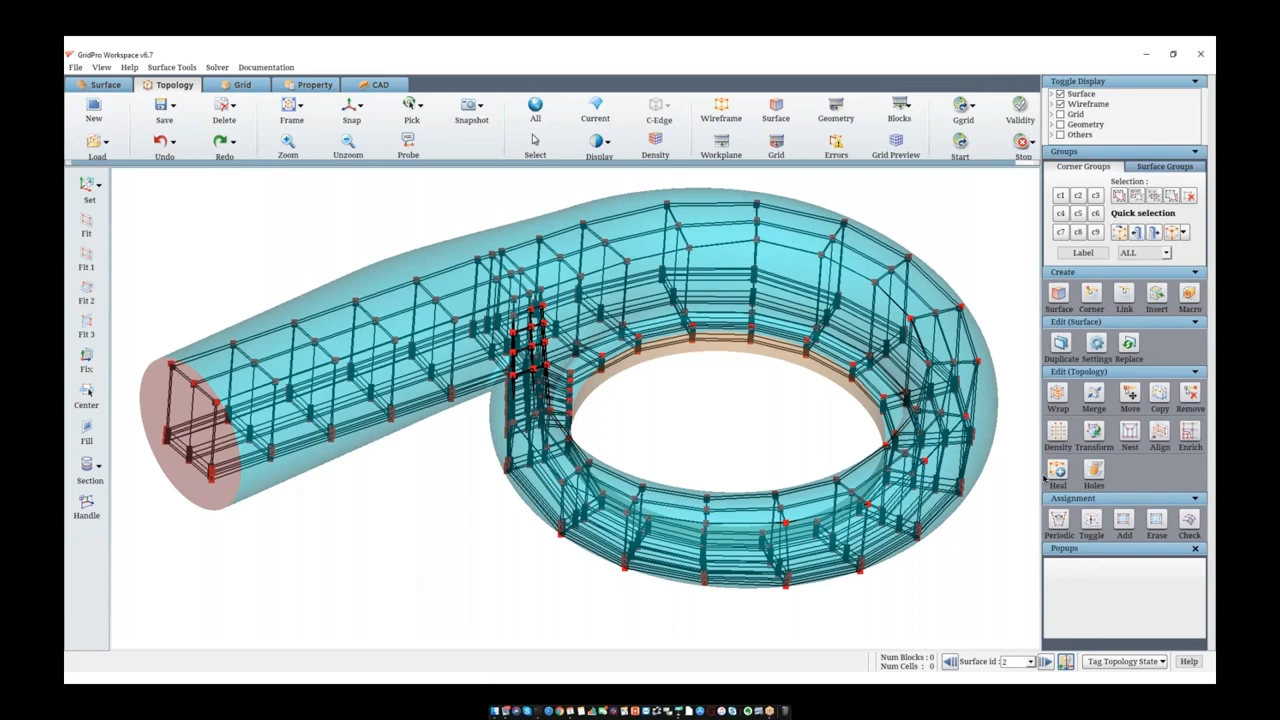 GridPro Workspace v6.7
File View Help Surface Tools Solver Documentation
Surface Topology Grid Property CAD
New Save Delete Frame Snap Pick Snapshot All Current C-Edge Wireframe Surface Geometry Blocks Ggrid Validity
Load Undo Redo Zoom Unzoom Probe Select Display Density Workplane Grid Errors Grid Preview Start Stop
Set
Fit
Fit 1
Fit 2
Fit 3
Fix
Center
Fill
Section
Handle
Toggle Display
Surface
Wireframe
Grid
Geometry
Others
Groups
Corner Groups Surface Groups
Selection :
c1 c2 c3
c4 c5 c6 Quick selection
c7 c8 c9
Label ALL
Create
Surface Corner Link Insert Macro
Edit (Surface)
Duplicate Settings Replace
Edit (Topology)
Wrap Merge Move Copy Remove
Density Transform Nest Align Enrich
Heal Holes
Assignment
Periodic Toggle Add Erase Check
Popups
Num Blocks : 0
Num Cells : 0
Surface id : 2
Tag Topology State
Help